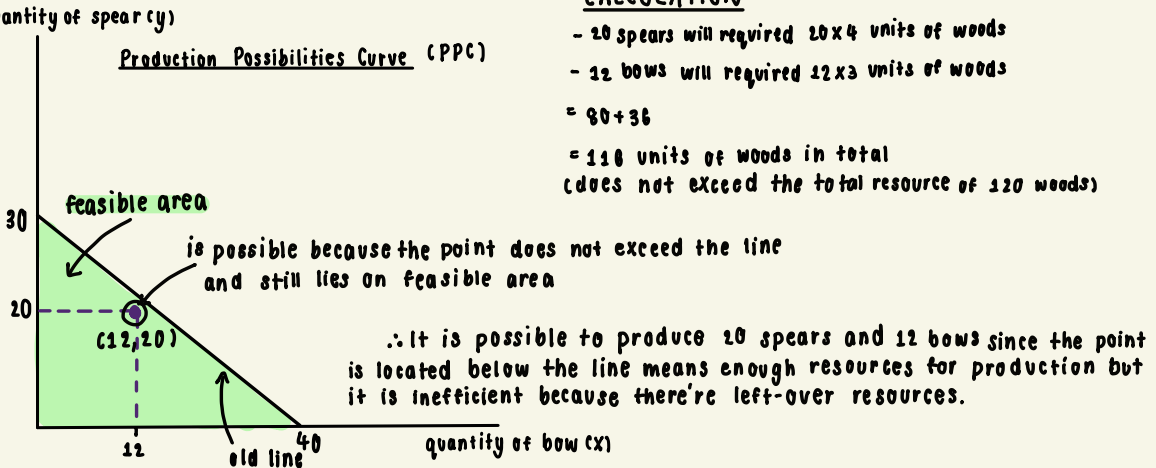 antity of spear (y)
Production Possibilities Curve (PPC)
30
feasible area
is possible because the point does not exceed the line
and still lies on feasible area
20
(12,20)
12
40
old line
quantity of bow (x)
CALCULATION
- 20 spears will required 20x4 units of woods
- 12 bows will required 12x3 units of woods
= 80+36
= 116 units of woods in total
(does not exceed the total resource of 120 woods)
∴ It is possible to produce 20 spears and 12 bows since the point
is located below the line means enough resources for production but
it is inefficient because there're left-over resources.